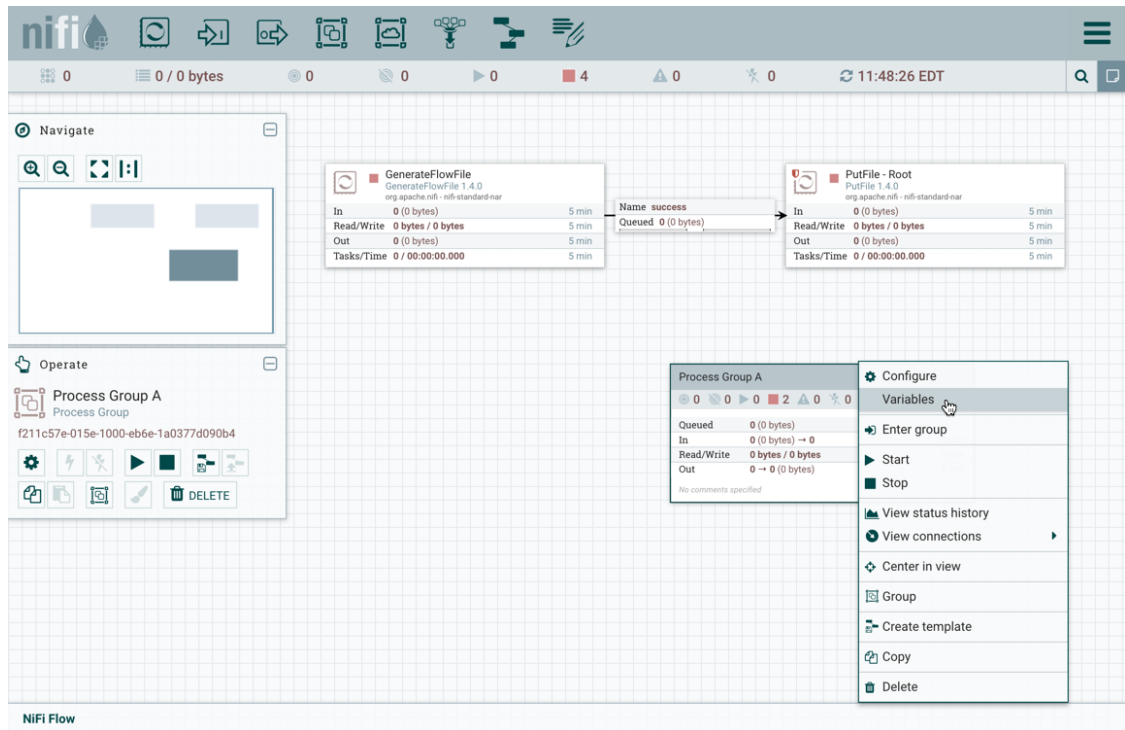 nifi
0 0 / 0 bytes 0 0 0 4 0 0 11:48:26 EDT
Navigate
GenerateFlowFile
GenerateFlowFile 1.4.0
org.apache.nifi - nifi-standard-nar
In 0 (0 bytes) 5 min
Read/Write 0 bytes / 0 bytes 5 min
Out 0 (0 bytes) 5 min
Tasks/Time 0 / 00:00:00.000 5 min
Name success
Queued 0 (0 bytes)
PutFile - Root
PutFile 1.4.0
org.apache.nifi - nifi-standard-nar
In 0 (0 bytes) 5 min
Read/Write 0 bytes / 0 bytes 5 min
Out 0 (0 bytes) 5 min
Tasks/Time 0 / 00:00:00.000 5 min
Operate
Process Group A
Process Group
f211c57e-015e-1000-eb6e-1a0377d090b4
DELETE
Process Group A
0 0 0 2 0 0
Queued 0 (0 bytes)
In 0 (0 bytes) → 0
Read/Write 0 bytes / 0 bytes
Out 0 → 0 (0 bytes)
No comments specified
Configure
Variables
Enter group
Start
Stop
View status history
View connections
Center in view
Group
Create template
Copy
Delete
NiFi Flow